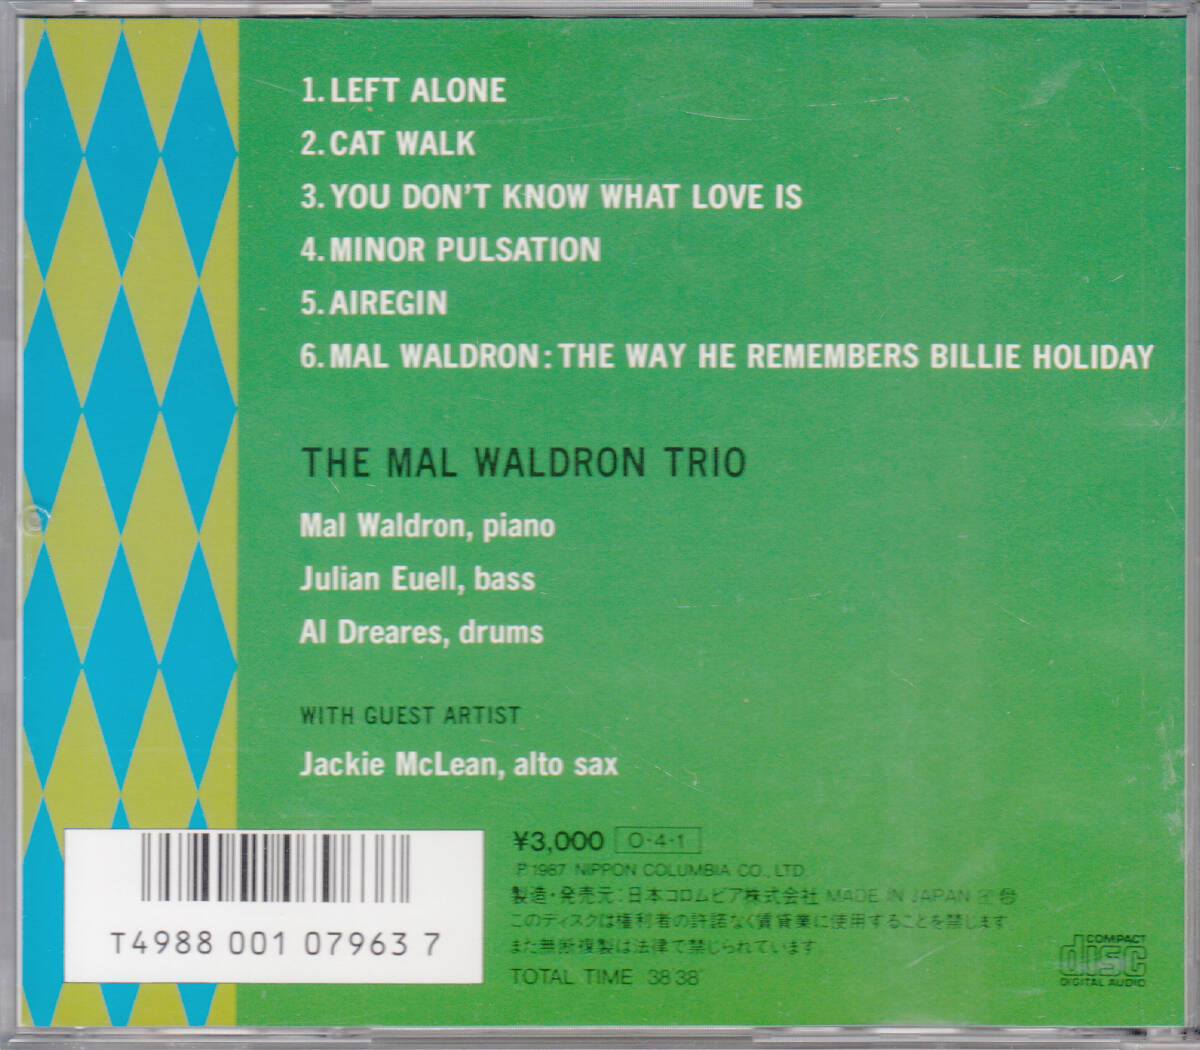 1. LEFT ALONE
2. CAT WALK
3. YOU DON'T KNOW WHAT LOVE IS
4. MINOR PULSATION
5. AIREGIN
6. MAL WALDRON: THE WAY HE REMEMBERS BILLIE HOLIDAY
THE MAL WALDRON TRIO
Mal Waldron, piano
Julian Euell, bass
Al Dreares, drums
WITH GUEST ARTIST
Jackie McLean, alto sax
¥3,000 O・4・1
℗1987 NIPPON COLUMBIA CO., LTD.
製造・発売元:日本コロムビア株式会社 MADE IN JAPAN
このディスクは権利者の許諾なく賃貸業に使用することを禁じます
また無断複製は法律で禁じられています.
TOTAL TIME 38'38"
T4988 001 07963 7
COMPACT
disc
DIGITAL AUDIO